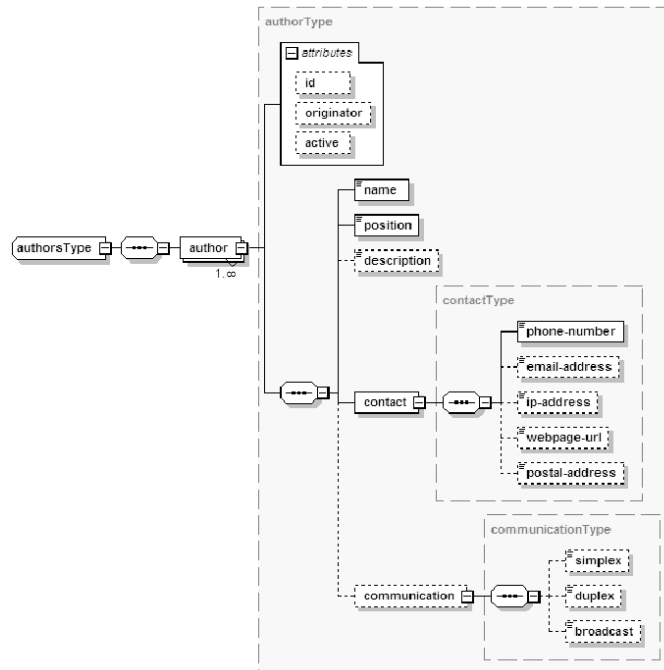 authorType
attributes
id
originator
active
name
position
description
authorsType
author
1..∞
contactType
phone-number
email-address
contact
ip-address
webpage-url
postal-address
communicationType
simplex
communication
duplex
broadcast